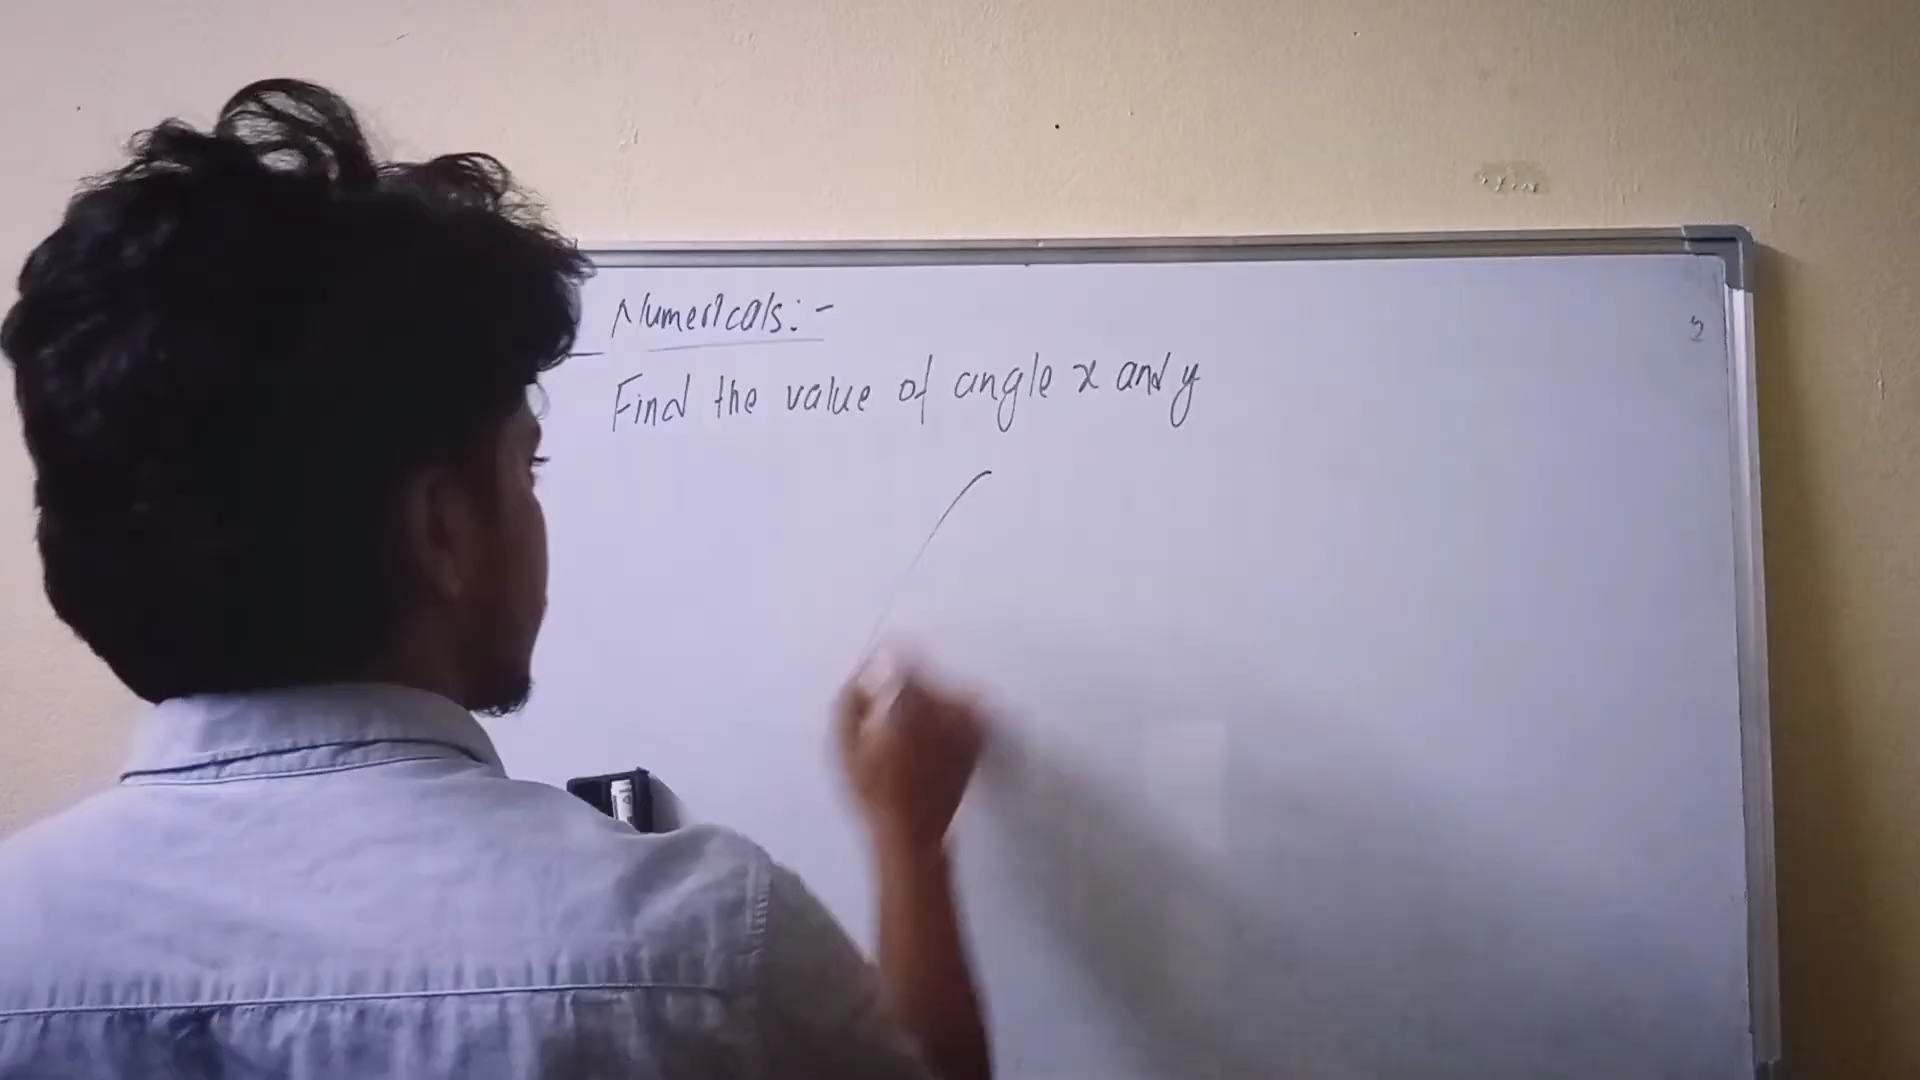 Numericals:-
Find the value of angle x and y